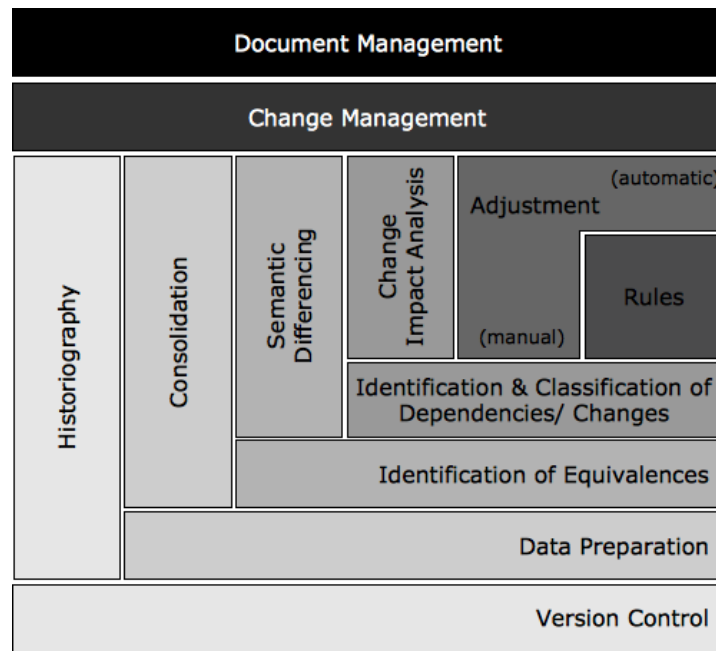 Document Management
Change Management
Historiography
Consolidation
Semantic
Differencing
Change
Impact Analysis
(automatic)
Adjustment
Rules
(manual)
Identification & Classification of
Dependencies/ Changes
Identification of Equivalences
Data Preparation
Version Control